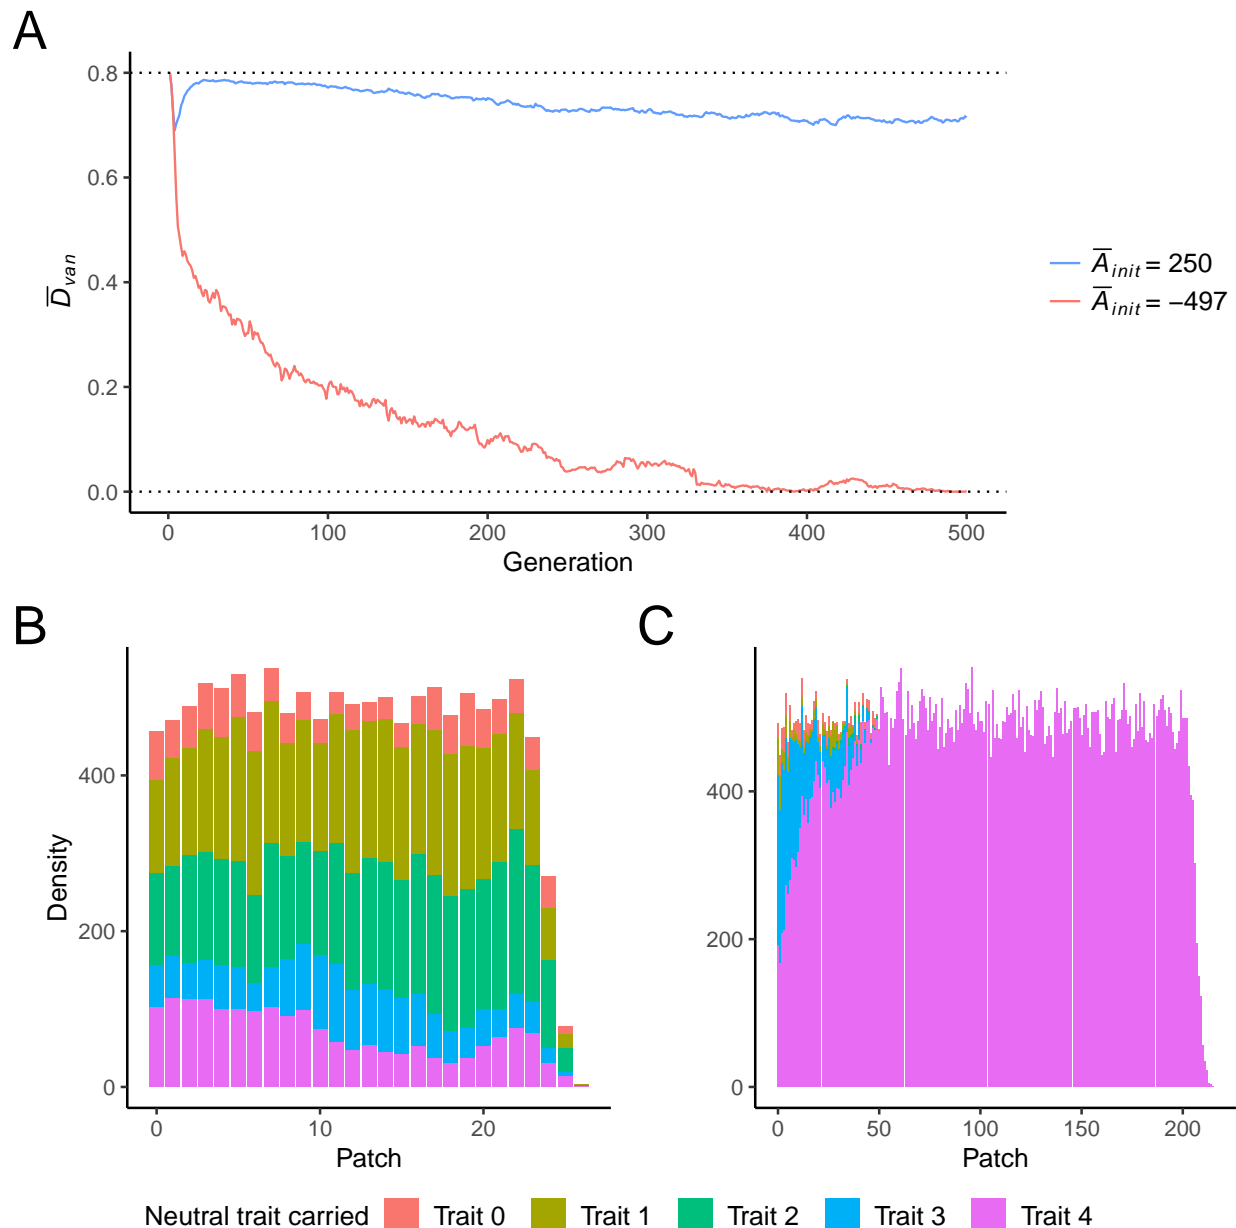 A
0.8
0.6
0.4
0.2
0.0
D̅van
0 100 200 300 400 500
Generation
A̅init = 250
A̅init = −497
B
400
200
0
Density
0 10 20
Patch
C
400
200
0
0 50 100 150 200
Patch
Neutral trait carried Trait 0 Trait 1 Trait 2 Trait 3 Trait 4